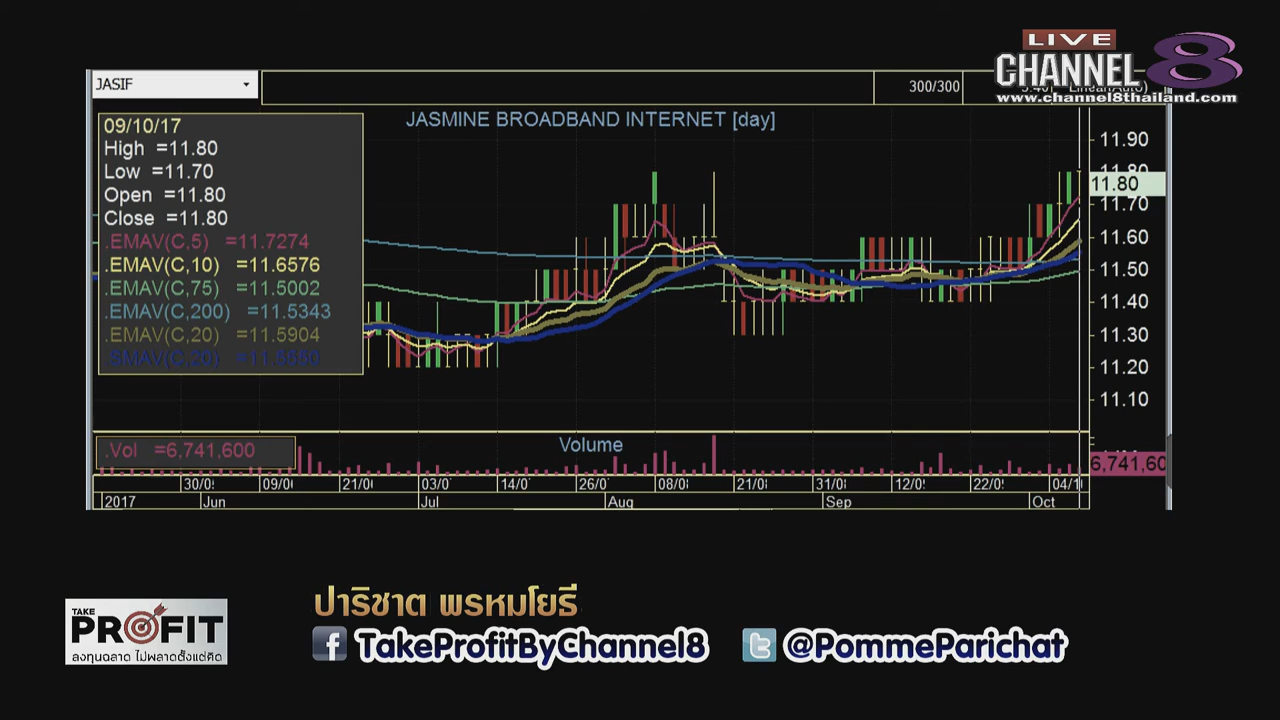 LIVE
CHANNEL 8
www.channel8thailand.com
JASIF
300/300
JASMINE BROADBAND INTERNET [day]
09/10/17
High =11.80
Low =11.70
Open =11.80
Close =11.80
.EMAV(C,5) =11.7274
.EMAV(C,10) =11.6576
.EMAV(C,75) =11.5002
.EMAV(C,200) =11.5343
.EMAV(C,20) =11.5904
.SMAV(C,20) =11.5550
11.90
11.80
11.80
11.70
11.60
11.50
11.40
11.30
11.20
11.10
.Vol =6,741,600
Volume
6,741,60
30/0 09/0 21/0 03/0 14/0 26/0 08/0 21/0 31/0 12/0 22/0 04/1
2017 Jun Jul Aug Sep Oct
TAKE
PROFIT
ลงทุนฉลาด ไม่พลาดตั้งแต่คิด
ปาริชาต พรหมโยธี
f TakeProfitByChannel8
t @PommeParichat